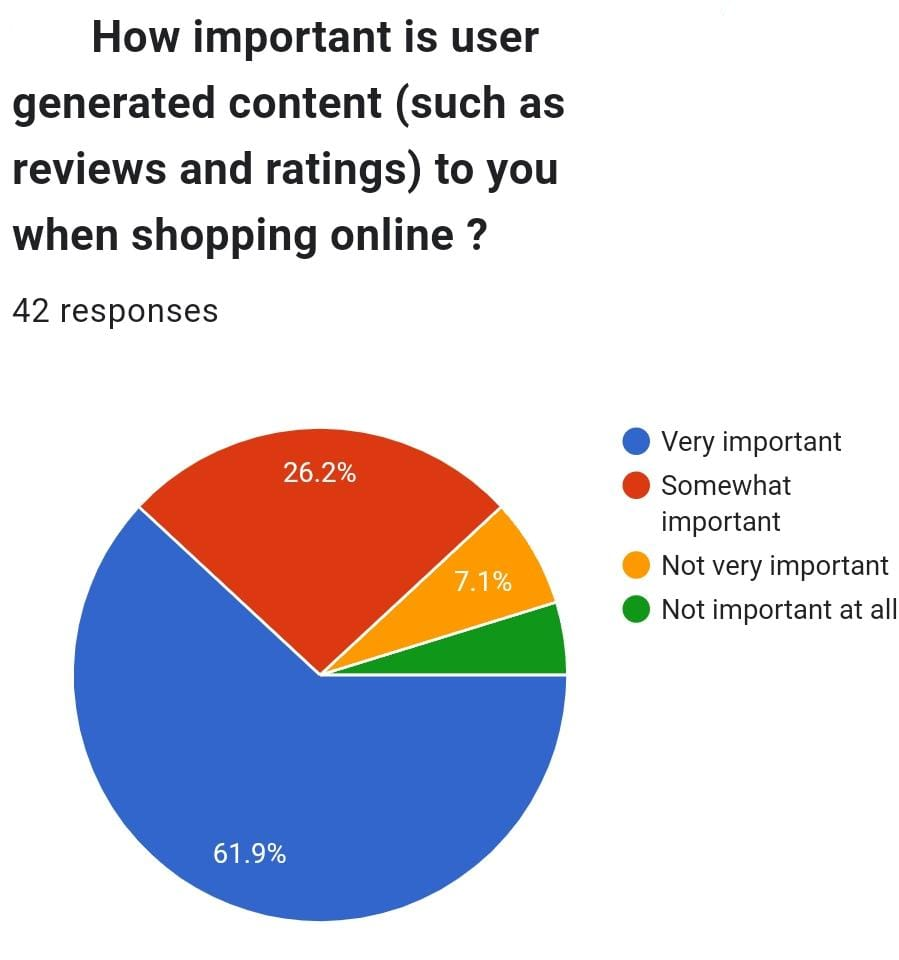 How important is user
generated content (such as
reviews and ratings) to you
when shopping online ?
42 responses
26.2%
7.1%
61.9%
Very important
Somewhat
important
Not very important
Not important at all